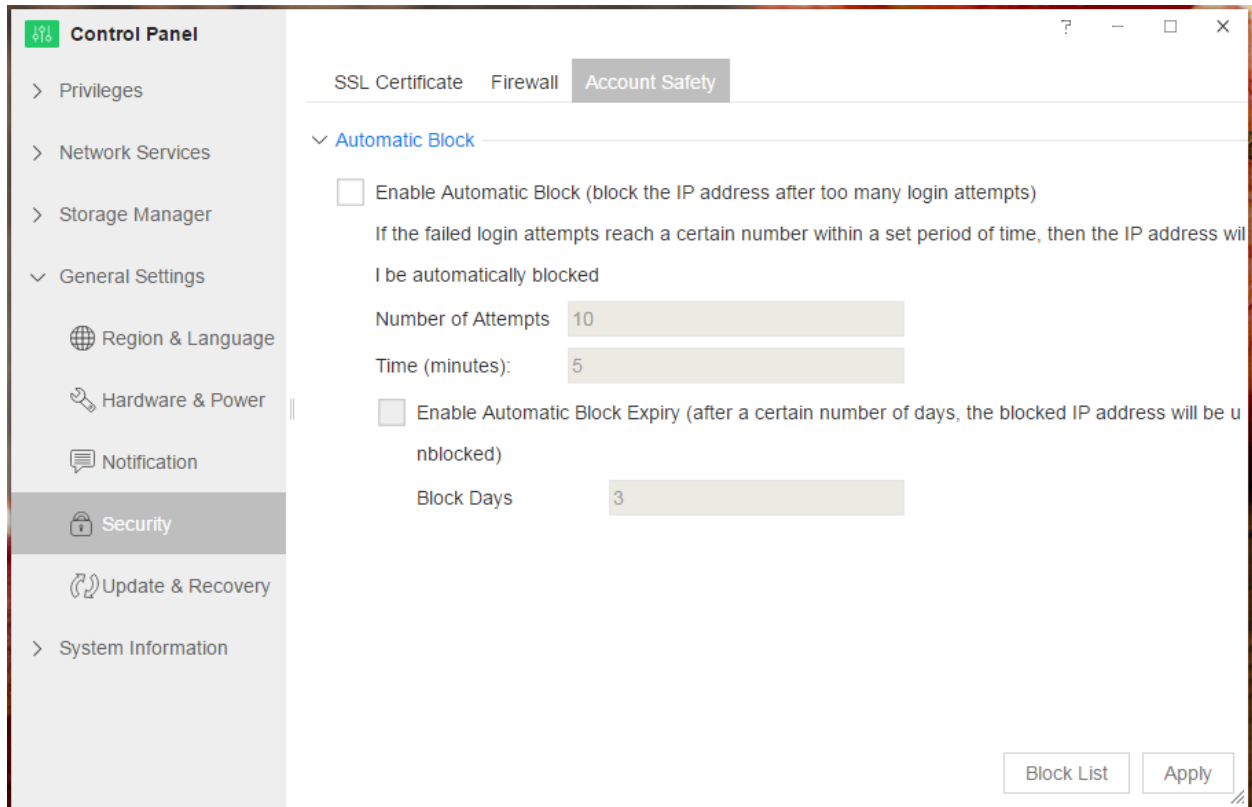 Control Panel
Privileges
Network Services
Storage Manager
General Settings
Region & Language
Hardware & Power
Notification
Security
Update & Recovery
System Information
SSL Certificate Firewall Account Safety
Automatic Block
Enable Automatic Block (block the IP address after too many login attempts)
If the failed login attempts reach a certain number within a set period of time, then the IP address wil
l be automatically blocked
Number of Attempts 10
Time (minutes): 5
Enable Automatic Block Expiry (after a certain number of days, the blocked IP address will be u
nblocked)
Block Days 3
Block List Apply